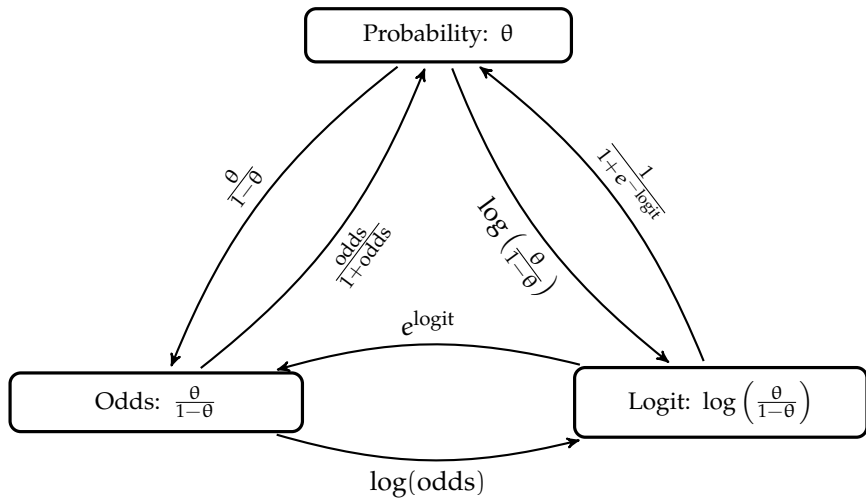 Probability: θ
θ/(1−θ)
odds/(1+odds)
log(θ/(1−θ))
1/(1+e^−logit)
e^logit
Odds: θ/(1−θ)
Logit: log(θ/(1−θ))
log(odds)